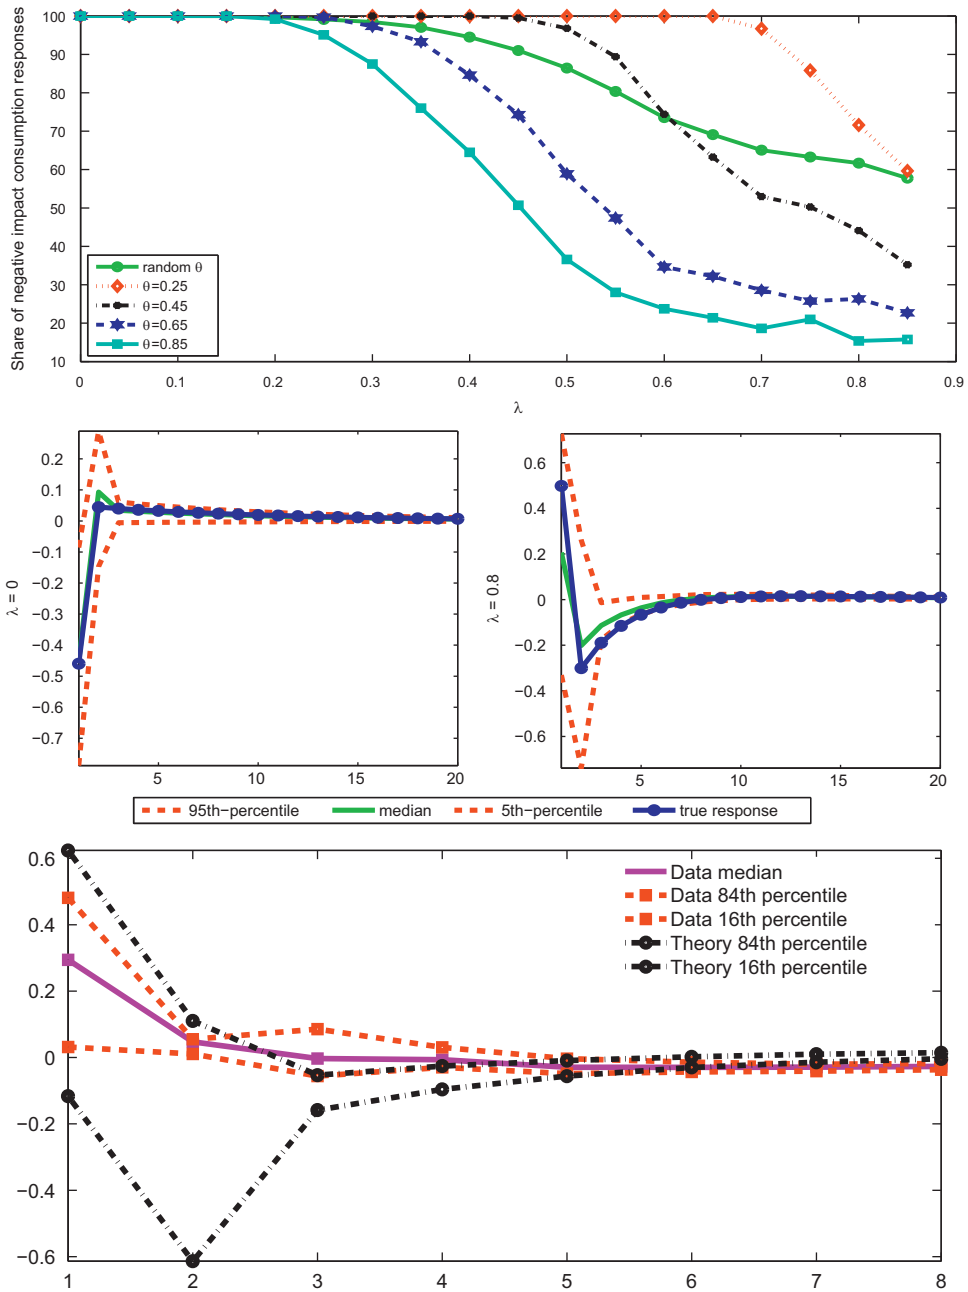 Share of negative impact consumption responses
100
90
80
70
60
50
40
30
20
10
random θ
θ=0.25
θ=0.45
θ=0.65
θ=0.85
0 0.1 0.2 0.3 0.4 0.5 0.6 0.7 0.8 0.9
λ
λ = 0
0.2
0.1
0
−0.1
−0.2
−0.3
−0.4
−0.5
−0.6
−0.7
5 10 15 20
λ = 0.8
0.6
0.4
0.2
0
−0.2
−0.4
−0.6
5 10 15 20
95th−percentile median 5th−percentile true response
0.6
0.4
0.2
0
−0.2
−0.4
−0.6
Data median
Data 84th percentile
Data 16th percentile
Theory 84th percentile
Theory 16th percentile
1 2 3 4 5 6 7 8